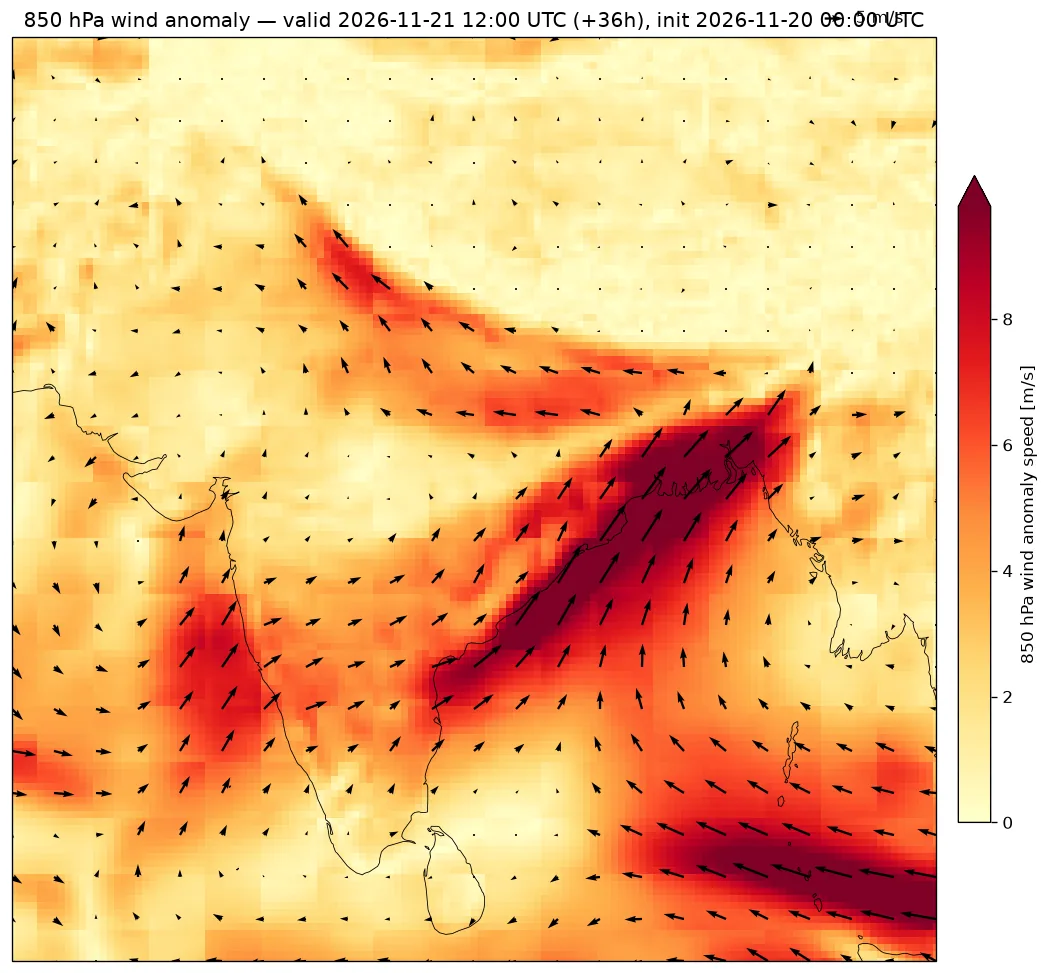 850 hPa wind anomaly — valid 2026-11-21 12:00 UTC (+36h), init 2026-11-20 00:00 UTC
5 m/s
8
6
4
2
0
850 hPa wind anomaly speed [m/s]